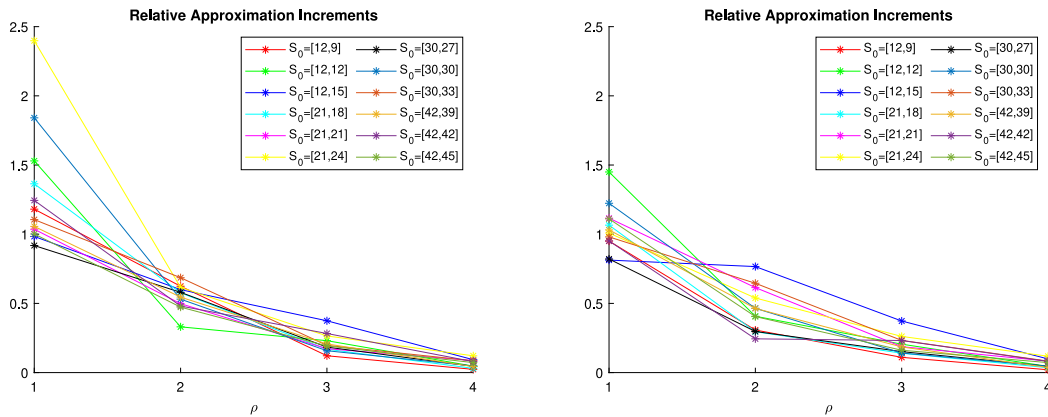 Relative Approximation Increments
2.5
2
1.5
1
0.5
0
1 2 3 4
ρ
S0=[12,9] S0=[30,27]
S0=[12,12] S0=[30,30]
S0=[12,15] S0=[30,33]
S0=[21,18] S0=[42,39]
S0=[21,21] S0=[42,42]
S0=[21,24] S0=[42,45]
Relative Approximation Increments
2.5
2
1.5
1
0.5
0
1 2 3 4
ρ
S0=[12,9] S0=[30,27]
S0=[12,12] S0=[30,30]
S0=[12,15] S0=[30,33]
S0=[21,18] S0=[42,39]
S0=[21,21] S0=[42,42]
S0=[21,24] S0=[42,45]